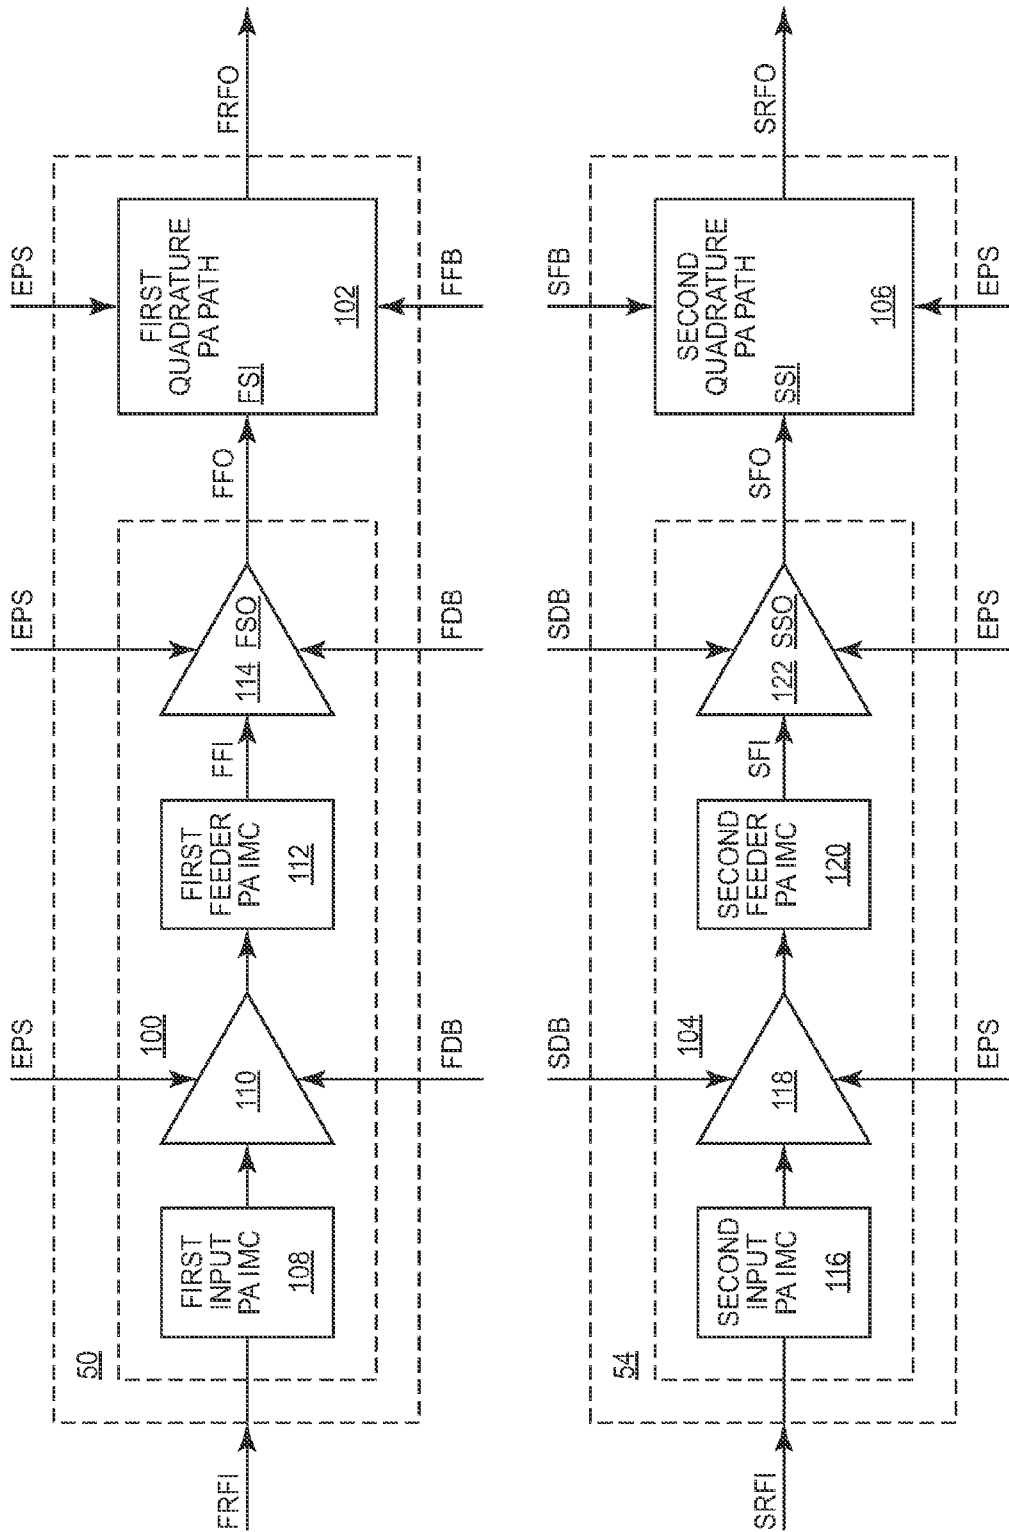 EPS
EPS
EPS
50
100
FRFI
FIRST
INPUT
PA IMC
108
110
FIRST
FEEDER
PA IMC
112
FFI
114 FSO
FFO
FIRST
QUADRATURE
PA PATH
FSI
102
FRFO
FDB
FDB
FFB
SDB
SDB
SFB
54
104
SRFI
SECOND
INPUT
PA IMC
116
118
SECOND
FEEDER
PA IMC
120
SFI
122 SSO
SFO
SECOND
QUADRATURE
PA PATH
SSI
106
SRFO
EPS
EPS
EPS